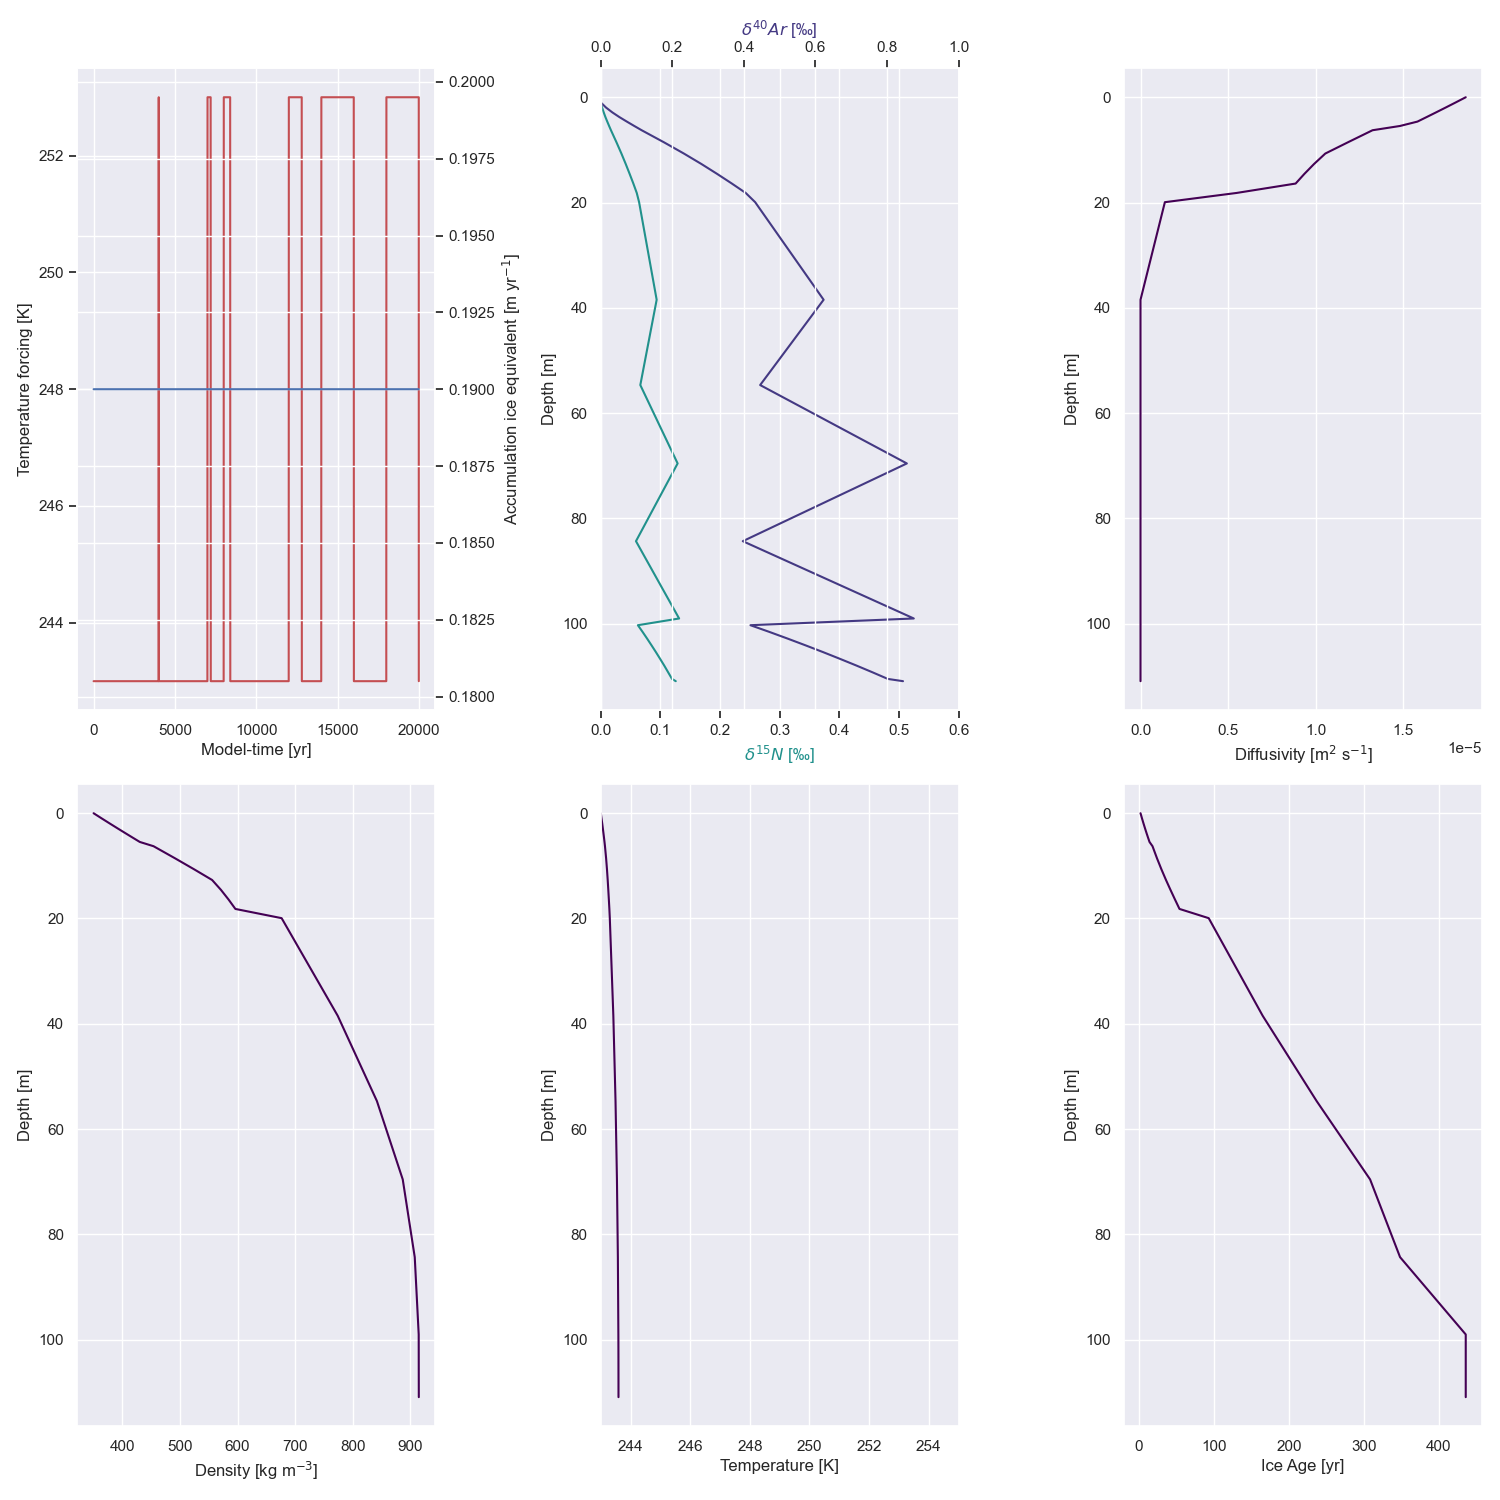 δ⁴⁰Ar [‰]
0.0 0.2 0.4 0.6 0.8 1.0
Temperature forcing [K]
252
250
248
246
244
0.2000
0.1975
0.1950
0.1925
0.1900
0.1875
0.1850
0.1825
0.1800
Accumulation ice equivalent [m yr⁻¹]
0 5000 10000 15000 20000
Model-time [yr]
Depth [m]
0
20
40
60
80
100
0.0 0.1 0.2 0.3 0.4 0.5 0.6
δ¹⁵N [‰]
Depth [m]
0
20
40
60
80
100
0.0 0.5 1.0 1.5
1e−5
Diffusivity [m² s⁻¹]
Depth [m]
0
20
40
60
80
100
400 500 600 700 800 900
Density [kg m⁻³]
Depth [m]
0
20
40
60
80
100
244 246 248 250 252 254
Temperature [K]
Depth [m]
0
20
40
60
80
100
0 100 200 300 400
Ice Age [yr]